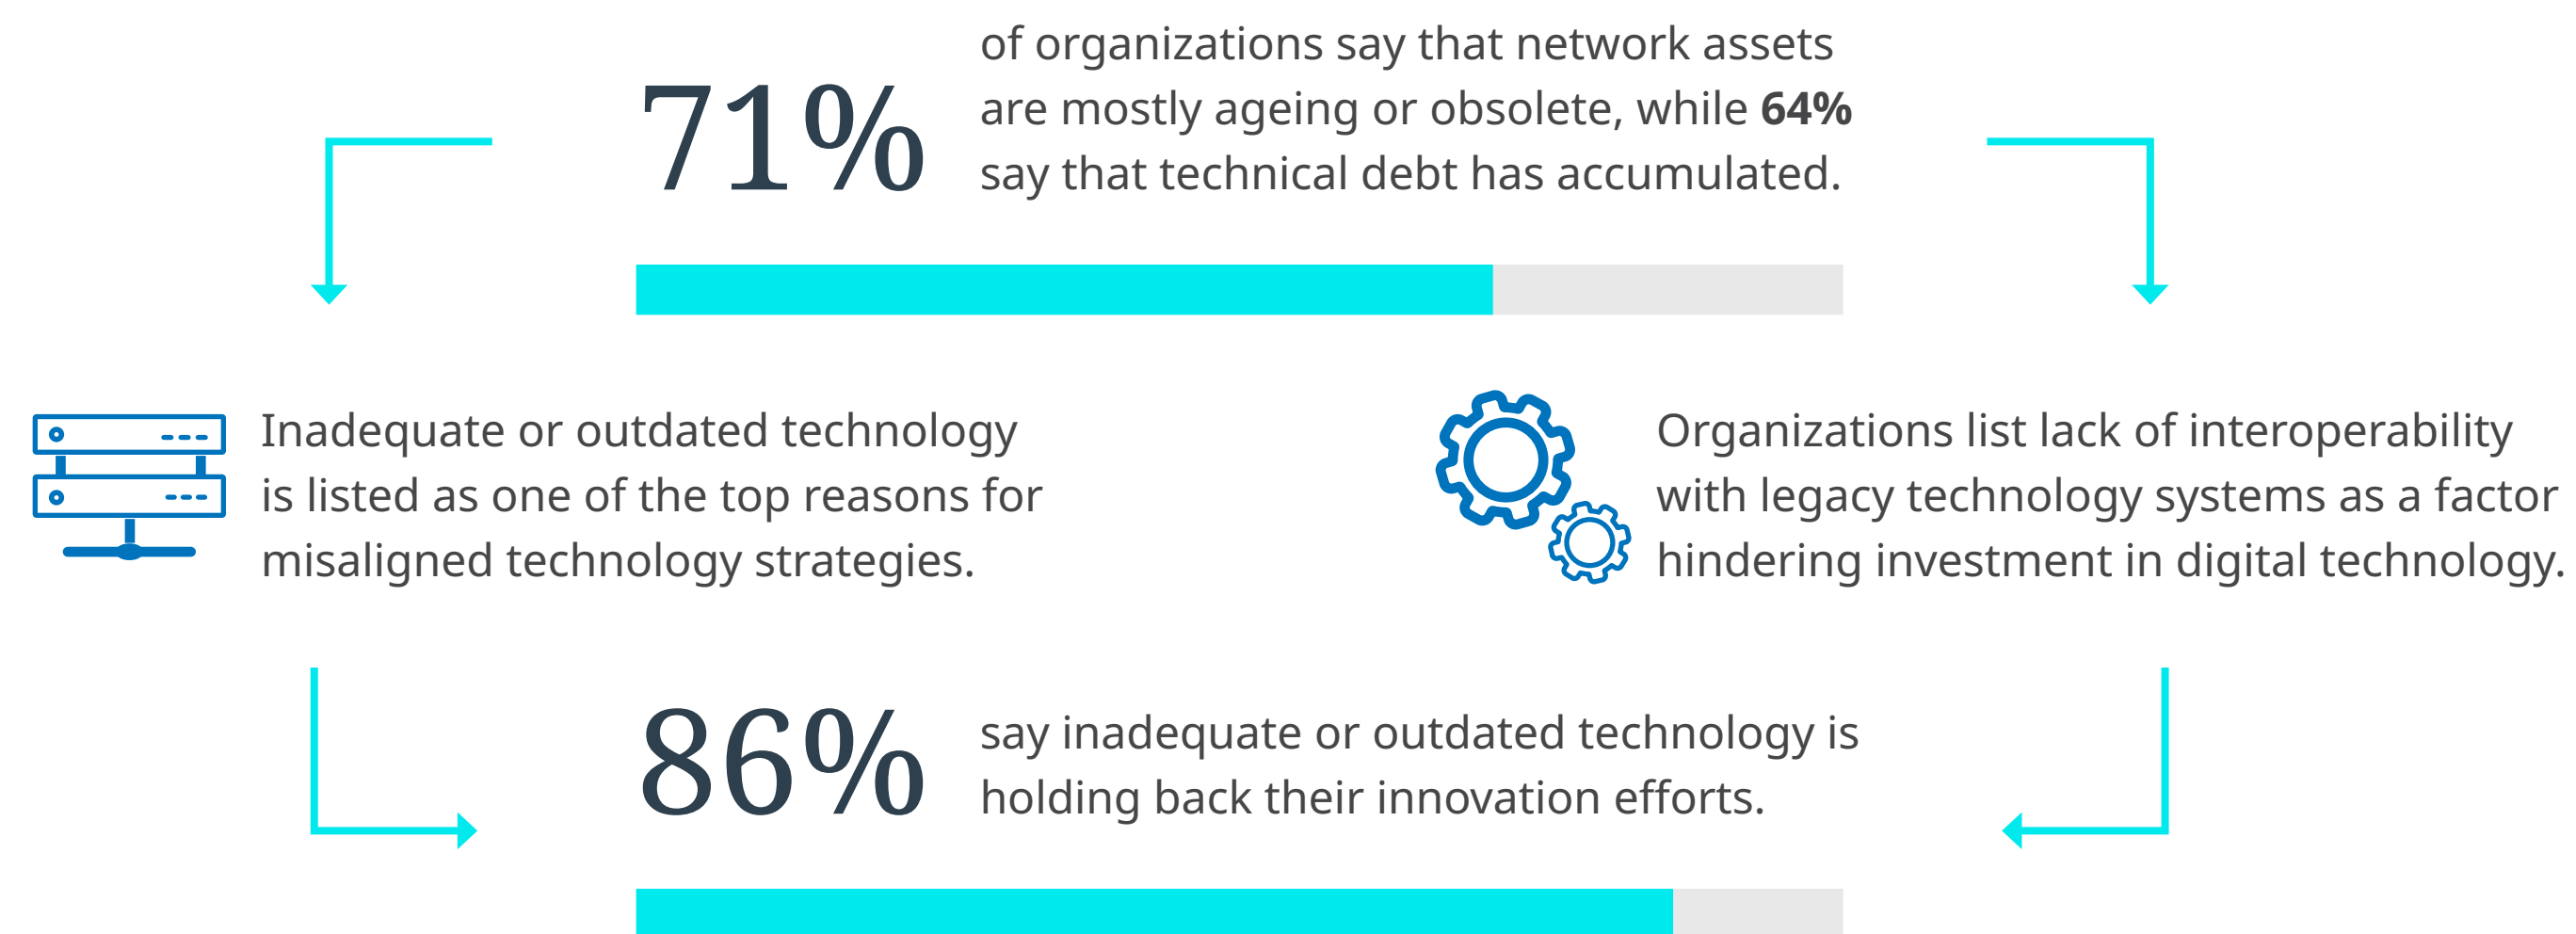 71%
of organizations say that network assets
are mostly ageing or obsolete, while 64%
say that technical debt has accumulated.
Inadequate or outdated technology
is listed as one of the top reasons for
misaligned technology strategies.
Organizations list lack of interoperability
with legacy technology systems as a factor
hindering investment in digital technology.
86%
say inadequate or outdated technology is
holding back their innovation efforts.